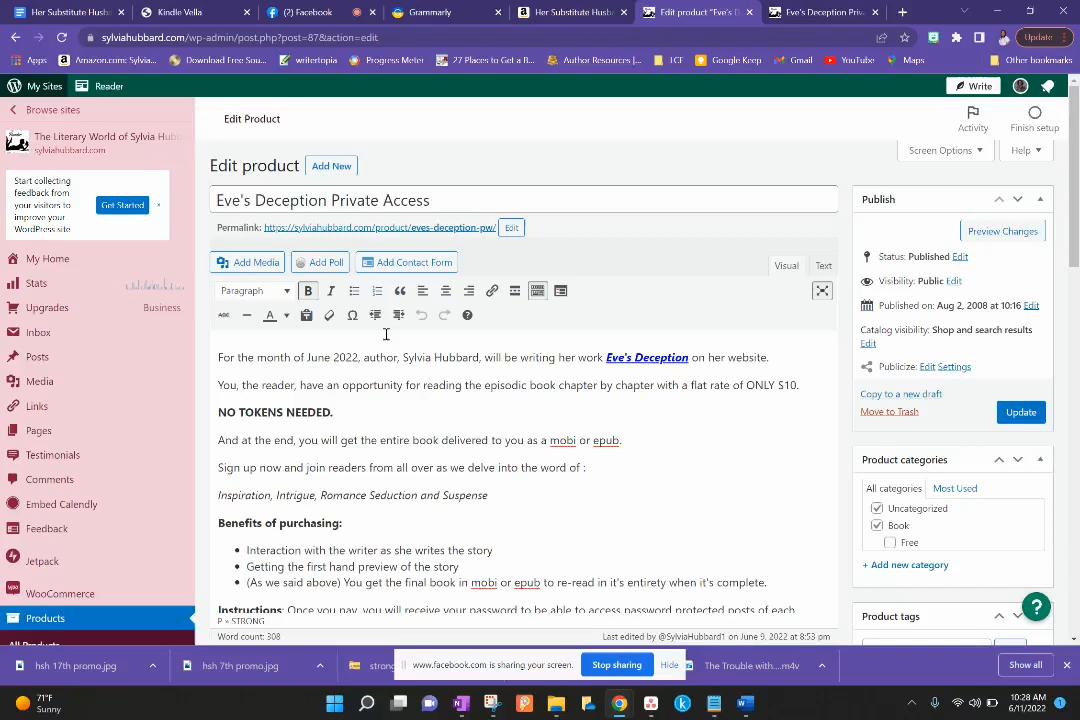 Her Substitute Husb
Kindle Vella
(2) Facebook
Grammarly
Her Substitute Husb
Edit product "Eve's D
Eve's Deception Priva
sylviahubbard.com/wp-admin/post.php?post=87&action=edit
Update
Apps
Amazon.com: Sylvia...
Download Free Sou...
writertopia
Progress Meter
27 Places to Get a B...
Author Resources |...
LCF
Google Keep
Gmail
YouTube
Maps
Other bookmarks
My Sites
Reader
Write
Browse sites
Edit Product
Activity
Finish setup
The Literary World of Sylvia Hubb
sylviahubbard.com
Screen Options
Help
Edit product
Add New
Start collecting
feedback from
your visitors to
improve your
WordPress site
Get Started
Eve's Deception Private Access
Permalink: https://sylviahubbard.com/product/eves-deception-pw/
Edit
Add Media
Add Poll
Add Contact Form
Visual
Text
Paragraph
B
I
ABC
A
For the month of June 2022, author, Sylvia Hubbard, will be writing her work Eve's Deception on her website.
You, the reader, have an opportunity for reading the episodic book chapter by chapter with a flat rate of ONLY $10.
NO TOKENS NEEDED.
And at the end, you will get the entire book delivered to you as a mobi or epub.
Sign up now and join readers from all over as we delve into the word of :
Inspiration, Intrigue, Romance Seduction and Suspense
Benefits of purchasing:
Interaction with the writer as she writes the story
Getting the first hand preview of the story
(As we said above) You get the final book in mobi or epub to re-read in it's entirety when it's complete.
Instructions: Once you pay, you will receive your password to be able to access password protected posts of each
P » STRONG
Word count: 308
Last edited by @SylviaHubbard1 on June 9, 2022 at 8:53 pm
My Home
Stats
Upgrades
Business
Inbox
Posts
Media
Links
Pages
Testimonials
Comments
Embed Calendly
Feedback
Jetpack
WooCommerce
Products
All Products
Publish
Preview Changes
Status: Published Edit
Visibility: Public Edit
Published on: Aug 2, 2008 at 10:16 Edit
Catalog visibility: Shop and search results
Edit
Publicize: Edit Settings
Copy to a new draft
Move to Trash
Update
Product categories
All categories
Most Used
Uncategorized
Book
Free
+ Add new category
Product tags
?
hsh 17th promo.jpg
hsh 7th promo.jpg
stron
www.facebook.com is sharing your screen.
Stop sharing
Hide
The Trouble with....m4v
Show all
71°F
Sunny
10:28 AM
6/11/2022